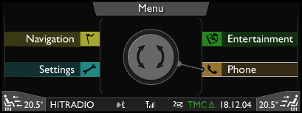 Menu
Navigation
Entertainment
Settings
Phone
20.5° HITRADIO TMC 18.12.04 20.5°